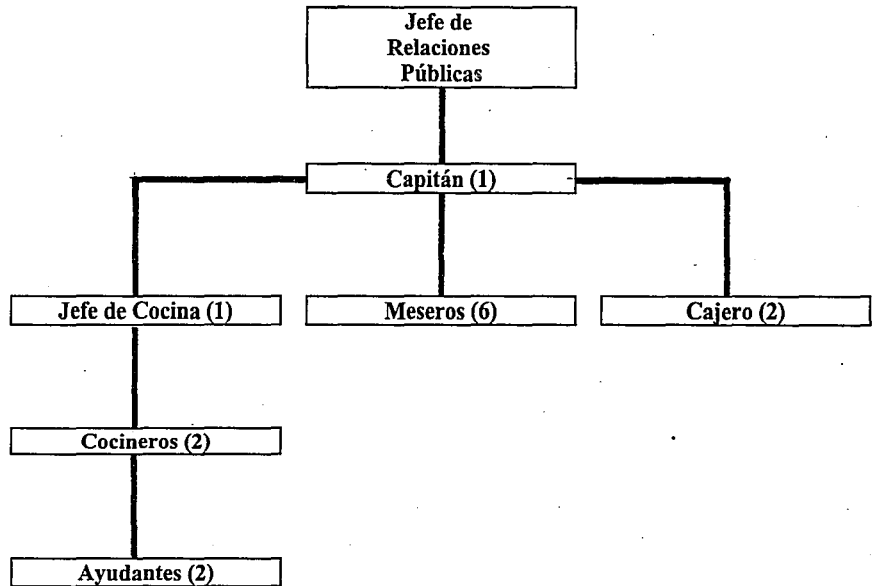 Jefe de
Relaciones
Públicas
Capitán (1)
Jefe de Cocina (1)
Meseros (6)
Cajero (2)
Cocineros (2)
Ayudantes (2)